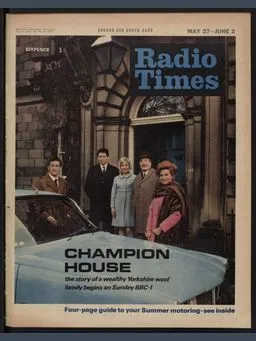 LONDON AND SOUTH-EAST
MAY 27—JUNE 2
SIXPENCE
Radio
Times
CHAMPION
HOUSE
the story of a wealthy Yorkshire wool
family begins on Sunday BBC-1
Four-page guide to your Summer motoring-see inside